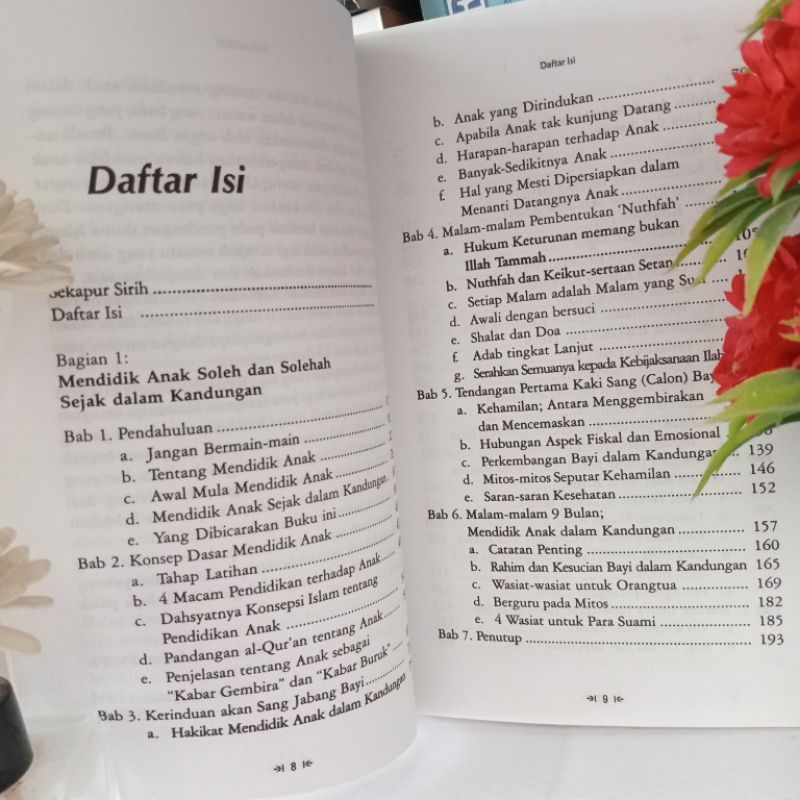 Daftar Isi
Sekapur Sirih
Daftar Isi
Bagian 1:
Mendidik Anak Soleh dan Solehah
Sejak dalam Kandungan
Bab 1. Pendahuluan
a. Jangan Bermain-main
b. Tentang Mendidik Anak
c. Awal Mula Mendidik Anak
d. Mendidik Anak Sejak dalam Kandungan
e. Yang Dibicarakan Buku ini
Bab 2. Konsep Dasar Mendidik Anak
a. Tahap Latihan
b. 4 Macam Pendidikan terhadap Anak
c. Dahsyatnya Konsepsi Islam tentang
Pendidikan Anak
d. Pandangan al-Qur'an tentang Anak
e. Penjelasan tentang Anak sebagai
"Kabar Gembira" dan "Kabar Buruk"
Bab 3. Kerinduan akan Sang Jabang Bayi
a. Hakikat Mendidik Anak dalam Kandungan
8
Daftar Isi
b. Anak yang Dirindukan
c. Apabila Anak tak kunjung Datang
d. Harapan-harapan terhadap Anak
e. Banyak-Sedikitnya Anak
f. Hal yang Mesti Dipersiapkan dalam
Menanti Datangnya Anak
Bab 4. Malam-malam Pembentukan 'Nuthfah'
a. Hukum Keturunan memang bukan
Illah Tammah 105
b. Nuthfah dan Keikut-sertaan Setan
c. Setiap Malam adalah Malam yang Suci
d. Awali dengan bersuci
e. Shalat dan Doa
f. Adab tingkat Lanjut
g. Serahkan Semuanya kepada Kebijaksanaan
Bab 5. Tendangan Pertama Kaki Sang (Calon)
a. Kehamilan; Antara Menggembirakan
dan Mencemaskan
b. Hubungan Aspek Fiskal dan Emosional
c. Perkembangan Bayi dalam Kandungan 139
d. Mitos-mitos Seputar Kehamilan 146
e. Saran-saran Kesehatan 152
Bab 6. Malam-malam 9 Bulan;
Mendidik Anak dalam Kandungan 157
a. Catatan Penting 160
b. Rahim dan Kesucian Bayi dalam Kandungan 165
c. Wasiat-wasiat untuk Orangtua 169
d. Berguru pada Mitos 182
e. 4 Wasiat untuk Para Suami 185
Bab 7. Penutup 193
9